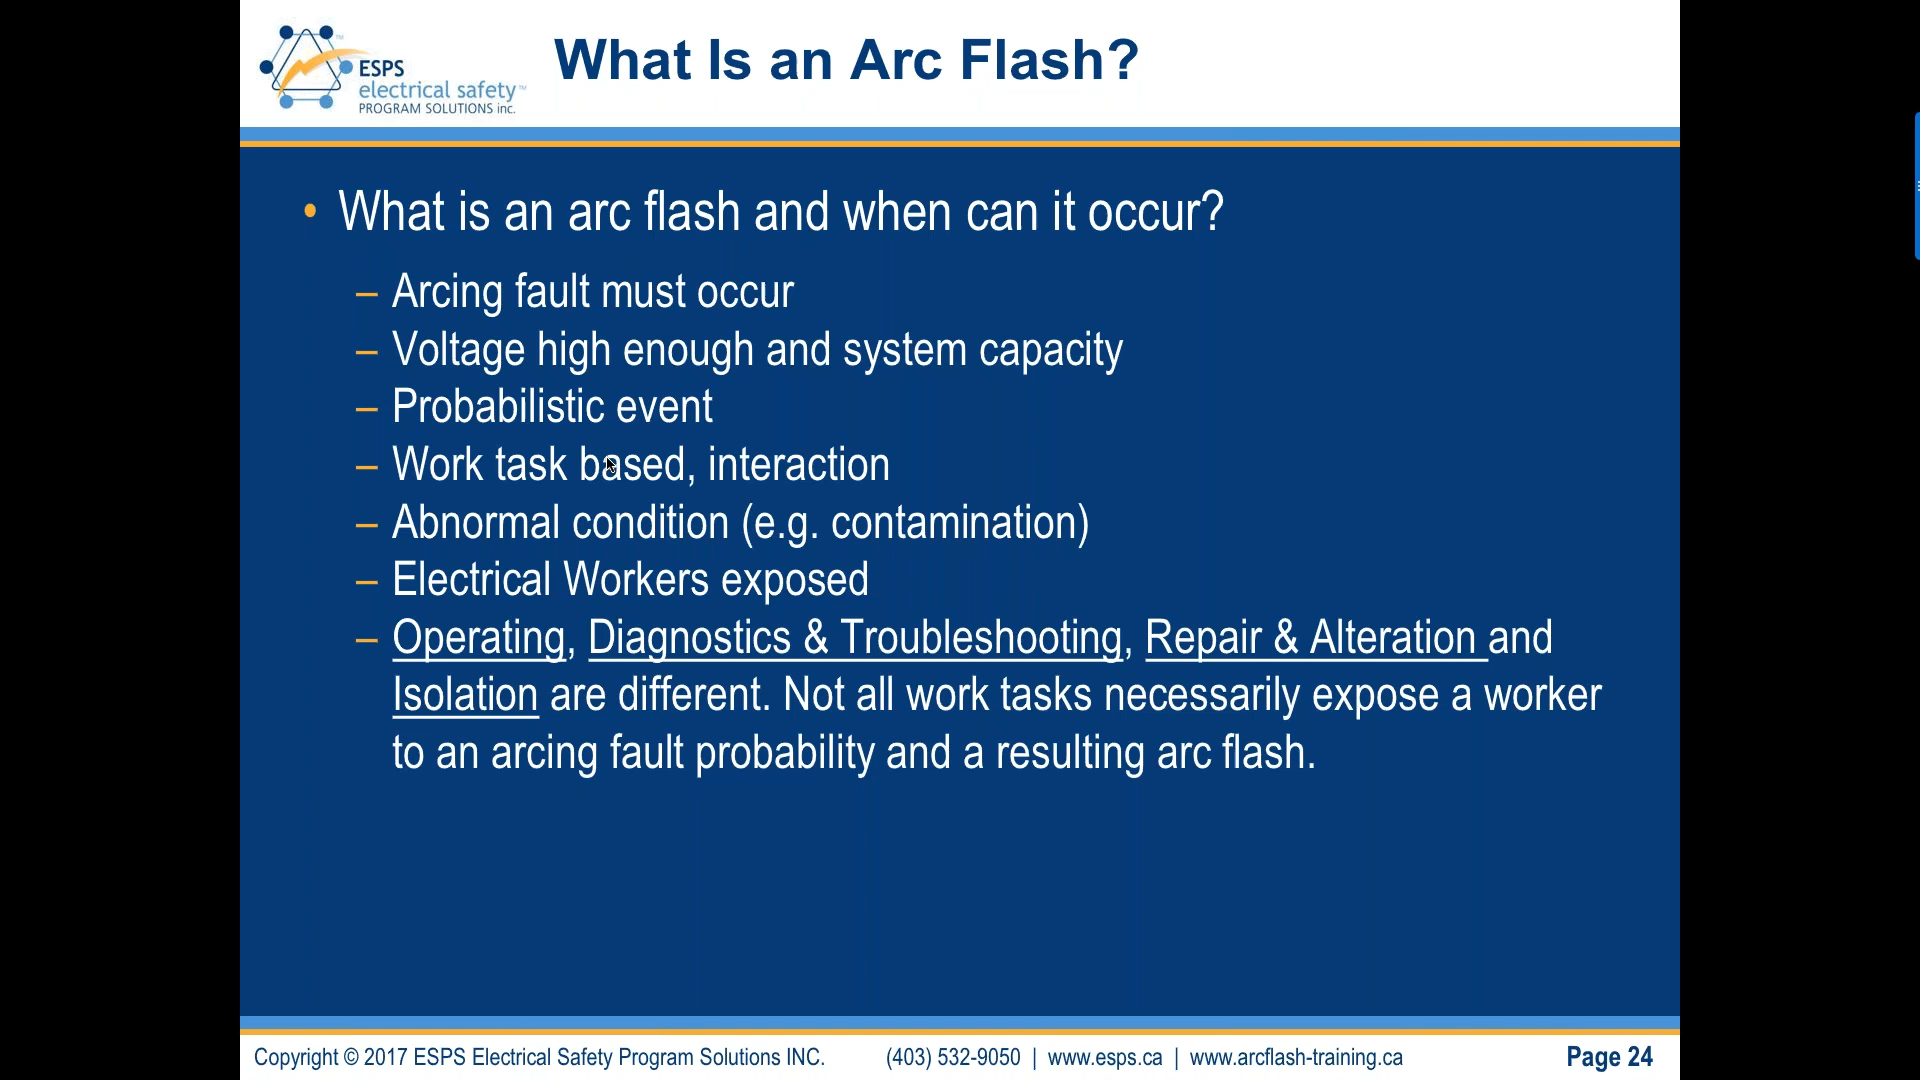 ESPS
electrical safety™
PROGRAM SOLUTIONS inc.
What Is an Arc Flash?
• What is an arc flash and when can it occur?
– Arcing fault must occur
– Voltage high enough and system capacity
– Probabilistic event
– Work task based, interaction
– Abnormal condition (e.g. contamination)
– Electrical Workers exposed
– Operating, Diagnostics & Troubleshooting, Repair & Alteration and
Isolation are different. Not all work tasks necessarily expose a worker
to an arcing fault probability and a resulting arc flash.
Copyright © 2017 ESPS Electrical Safety Program Solutions INC. (403) 532-9050 | www.esps.ca | www.arcflash-training.ca Page 24